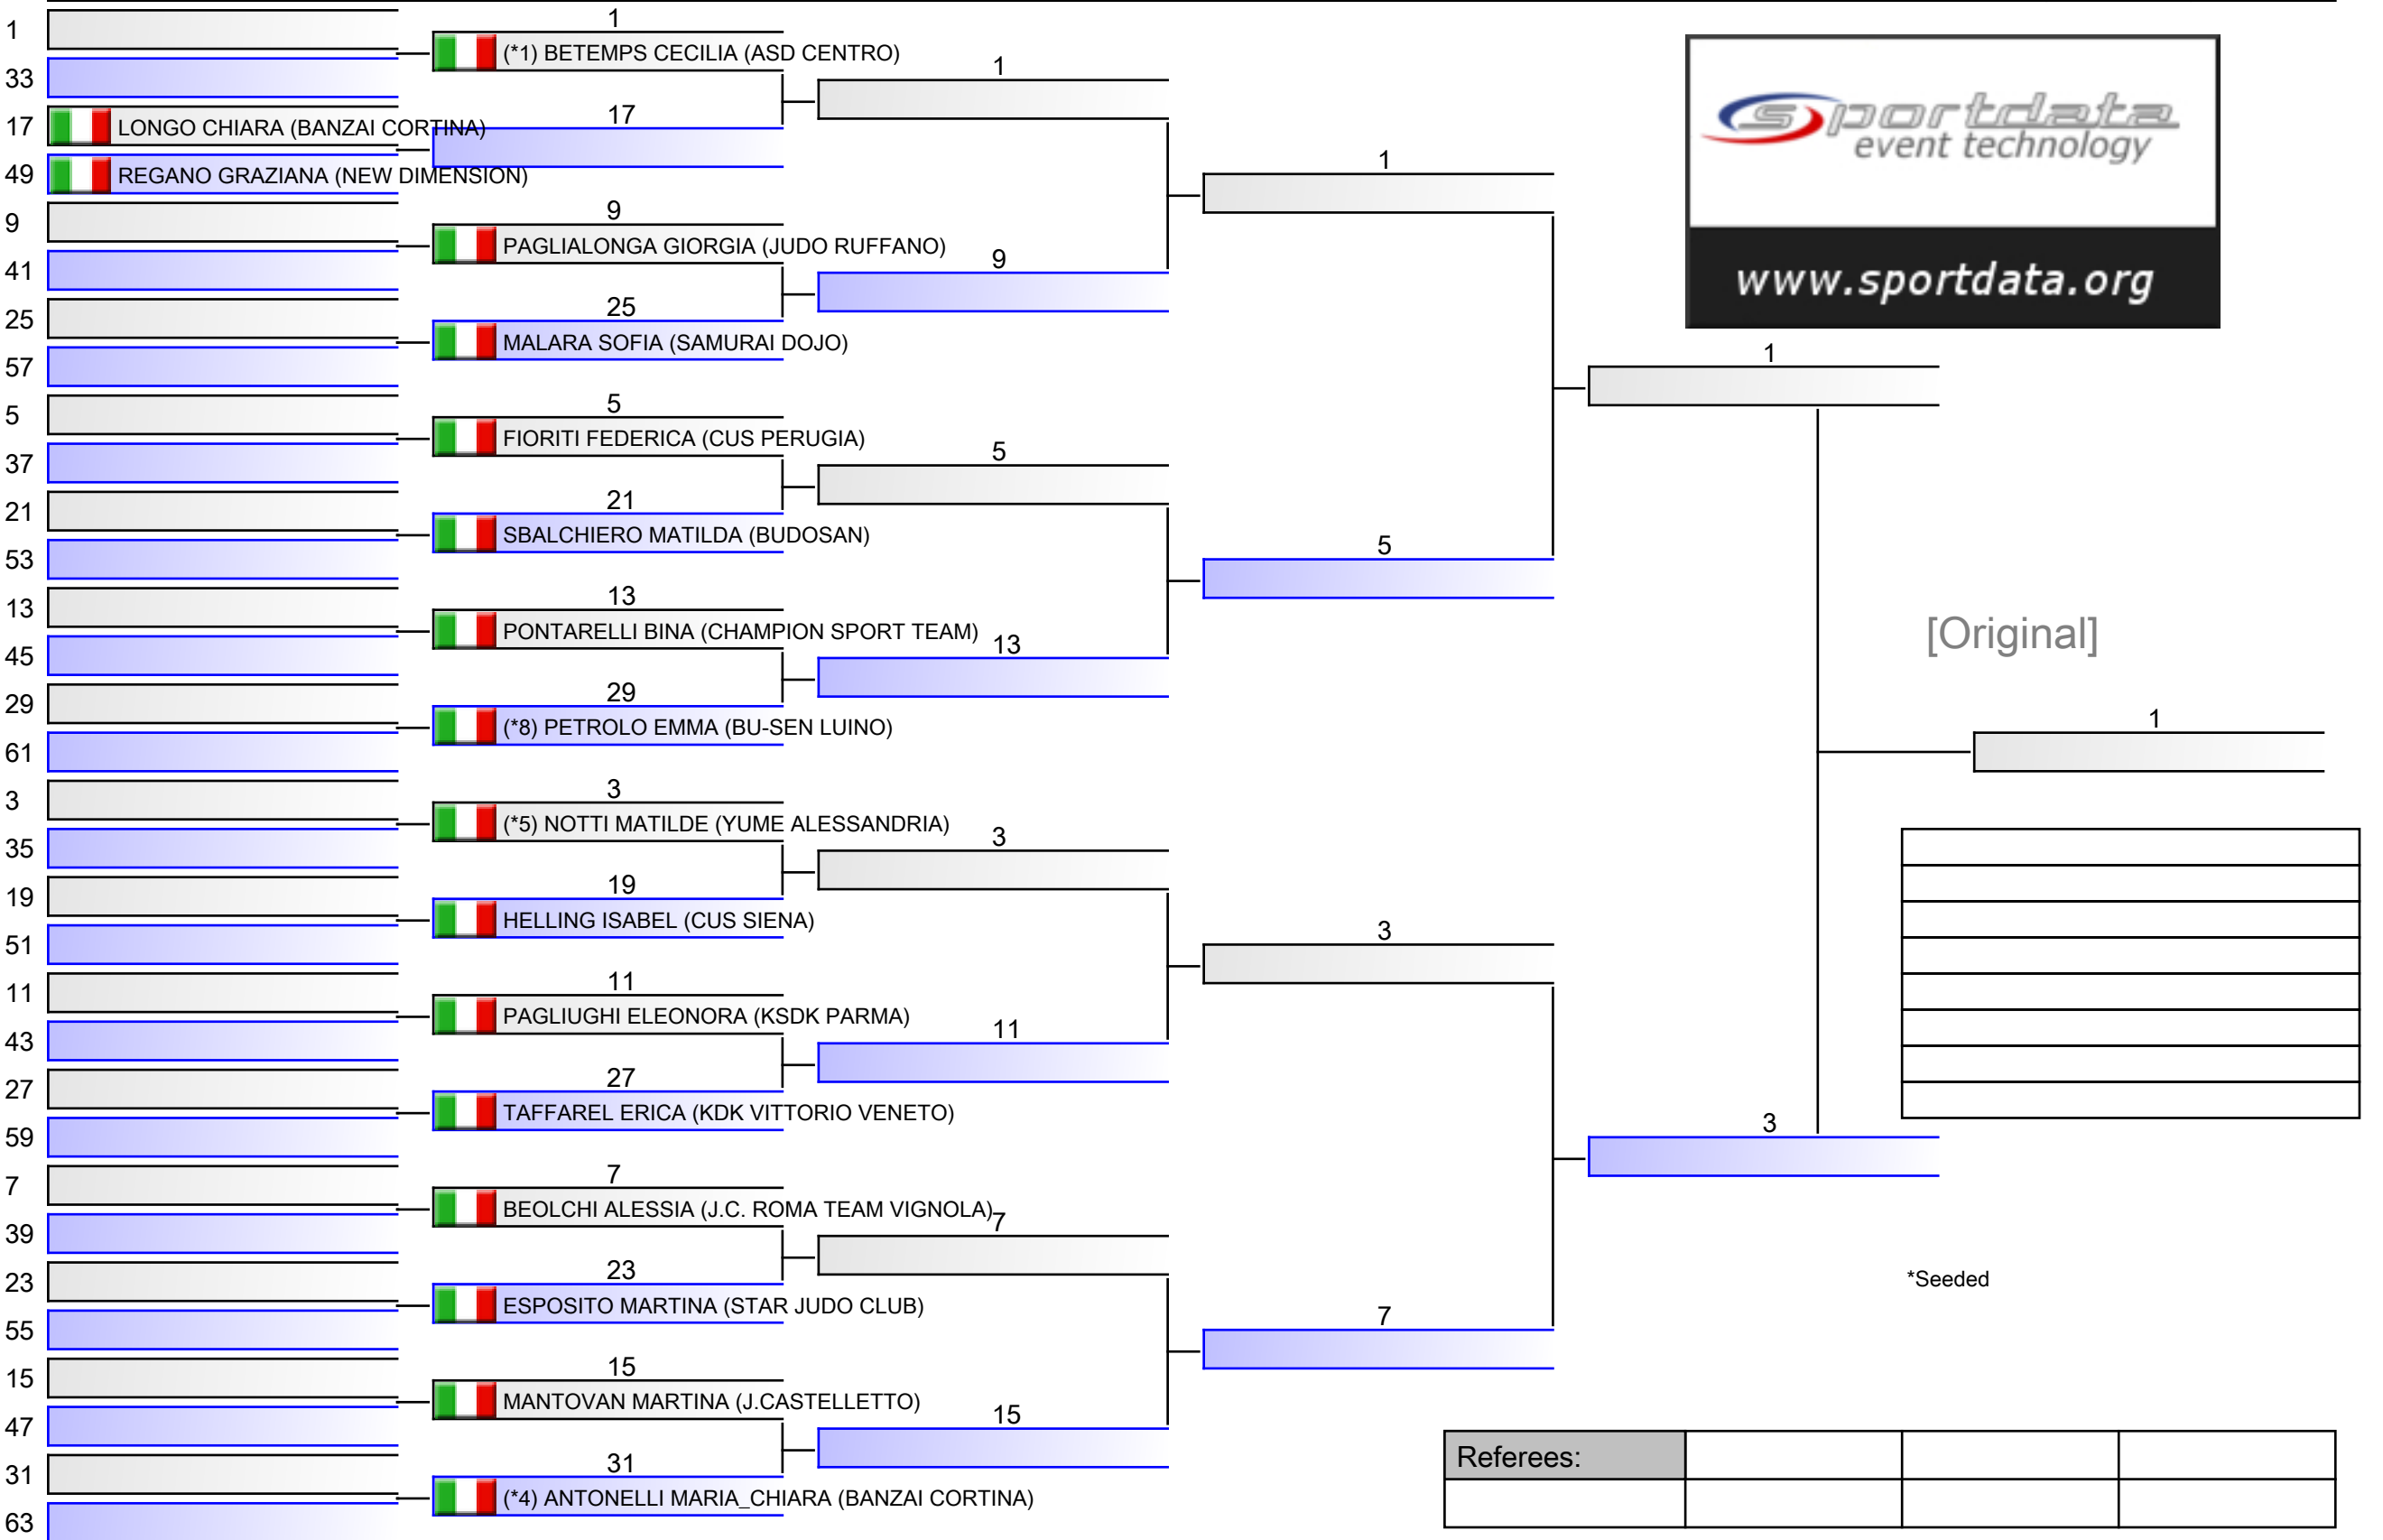 1
33
17 LONGO CHIARA (BANZAI CORTINA)
49 REGANO GRAZIANA (NEW DIMENSION)
9
41
25
57
5
37
21
53
13
45
29
61
3
35
19
51
11
43
27
59
7
39
23
55
15
47
31
63
1
(*1) BETEMPS CECILIA (ASD CENTRO)
17
9
PAGLIALONGA GIORGIA (JUDO RUFFANO)
25
MALARA SOFIA (SAMURAI DOJO)
5
FIORITI FEDERICA (CUS PERUGIA)
21
SBALCHIERO MATILDA (BUDOSAN)
13
PONTARELLI BINA (CHAMPION SPORT TEAM)
29
(*8) PETROLO EMMA (BU-SEN LUINO)
3
(*5) NOTTI MATILDE (YUME ALESSANDRIA)
19
HELLING ISABEL (CUS SIENA)
11
PAGLIUGHI ELEONORA (KSDK PARMA)
27
TAFFAREL ERICA (KDK VITTORIO VENETO)
7
BEOLCHI ALESSIA (J.C. ROMA TEAM VIGNOLA)
23
ESPOSITO MARTINA (STAR JUDO CLUB)
15
MANTOVAN MARTINA (J.CASTELLETTO)
31
(*4) ANTONELLI MARIA_CHIARA (BANZAI CORTINA)
1
9
5
13
3
11
7
15
1
5
3
7
1
3
sportdata
event technology
www.sportdata.org
[Original]
1
*Seeded
Referees: